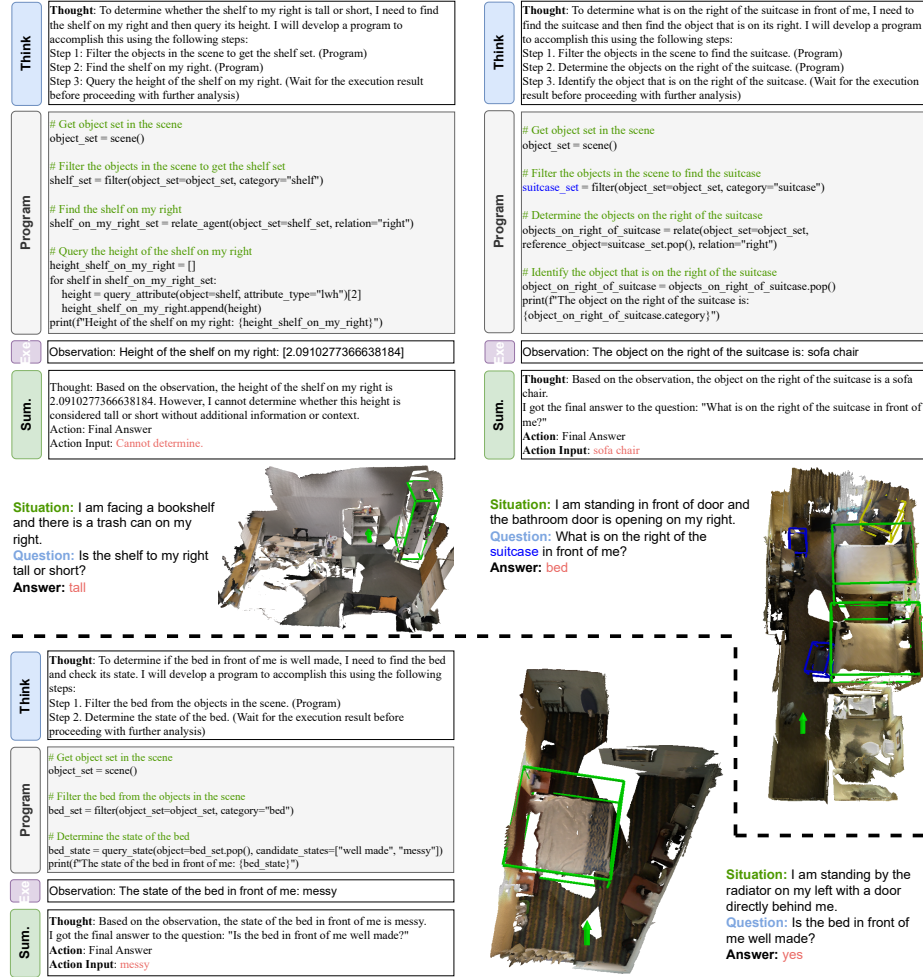 Think
Thought: To determine whether the shelf to my right is tall or short, I need to find
the shelf on my right and then query its height. I will develop a program to
accomplish this using the following steps:
Step 1: Filter the objects in the scene to get the shelf set. (Program)
Step 2: Find the shelf on my right. (Program)
Step 3: Query the height of the shelf on my right. (Wait for the execution result
before proceeding with further analysis)
Program
# Get object set in the scene
object_set = scene()
# Filter the objects in the scene to get the shelf set
shelf_set = filter(object_set=object_set, category="shelf")
# Find the shelf on my right
shelf_on_my_right_set = relate_agent(object_set=shelf_set, relation="right")
# Query the height of the shelf on my right
height_shelf_on_my_right = []
for shelf in shelf_on_my_right_set:
height = query_attribute(object=shelf, attribute_type="lwh")[2]
height_shelf_on_my_right.append(height)
print(f"Height of the shelf on my right: {height_shelf_on_my_right}")
Exe
Observation: Height of the shelf on my right: [2.0910277366638184]
Sum.
Thought: Based on the observation, the height of the shelf on my right is
2.0910277366638184. However, I cannot determine whether this height is
considered tall or short without additional information or context.
Action: Final Answer
Action Input: Cannot determine.
Situation: I am facing a bookshelf
and there is a trash can on my
right.
Question: Is the shelf to my right
tall or short?
Answer: tall
Think
Thought: To determine what is on the right of the suitcase in front of me, I need to
find the suitcase and then find the object that is on its right. I will develop a program
to accomplish this using the following steps:
Step 1. Filter the objects in the scene to find the suitcase. (Program)
Step 2. Determine the objects on the right of the suitcase. (Program)
Step 3. Identify the object that is on the right of the suitcase. (Wait for the execution
result before proceeding with further analysis)
Program
# Get object set in the scene
object_set = scene()
# Filter the objects in the scene to find the suitcase
suitcase_set = filter(object_set=object_set, category="suitcase")
# Determine the objects on the right of the suitcase
objects_on_right_of_suitcase = relate(object_set=object_set,
reference_object=suitcase_set.pop(), relation="right")
# Identify the object that is on the right of the suitcase
object_on_right_of_suitcase = objects_on_right_of_suitcase.pop()
print(f"The object on the right of the suitcase is:
{object_on_right_of_suitcase.category}")
Exe
Observation: The object on the right of the suitcase is: sofa chair
Sum.
Thought: Based on the observation, the object on the right of the suitcase is a sofa
chair.
I got the final answer to the question: "What is on the right of the suitcase in front of
me?"
Action: Final Answer
Action Input: sofa chair
Situation: I am standing in front of door and
the bathroom door is opening on my right.
Question: What is on the right of the
suitcase in front of me?
Answer: bed
Think
Thought: To determine if the bed in front of me is well made, I need to find the bed
and check its state. I will develop a program to accomplish this using the following
steps:
Step 1. Filter the bed from the objects in the scene. (Program)
Step 2. Determine the state of the bed. (Wait for the execution result before
proceeding with further analysis)
Program
# Get object set in the scene
object_set = scene()
# Filter the bed from the objects in the scene
bed_set = filter(object_set=object_set, category="bed")
# Determine the state of the bed
bed_state = query_state(object=bed_set.pop(), candidate_states=["well made", "messy"])
print(f"The state of the bed in front of me: {bed_state}")
Exe
Observation: The state of the bed in front of me: messy
Sum.
Thought: Based on the observation, the state of the bed in front of me is messy.
I got the final answer to the question: "Is the bed in front of me well made?"
Action: Final Answer
Action Input: messy
Situation: I am standing by the
radiator on my left with a door
directly behind me.
Question: Is the bed in front of
me well made?
Answer: yes